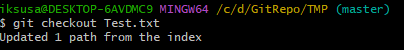 iksusa@DESKTOP-6AVDMC9 MINGW64 /c/d/GitRepo/TMP (master)
$ git checkout Test.txt
Updated 1 path from the index